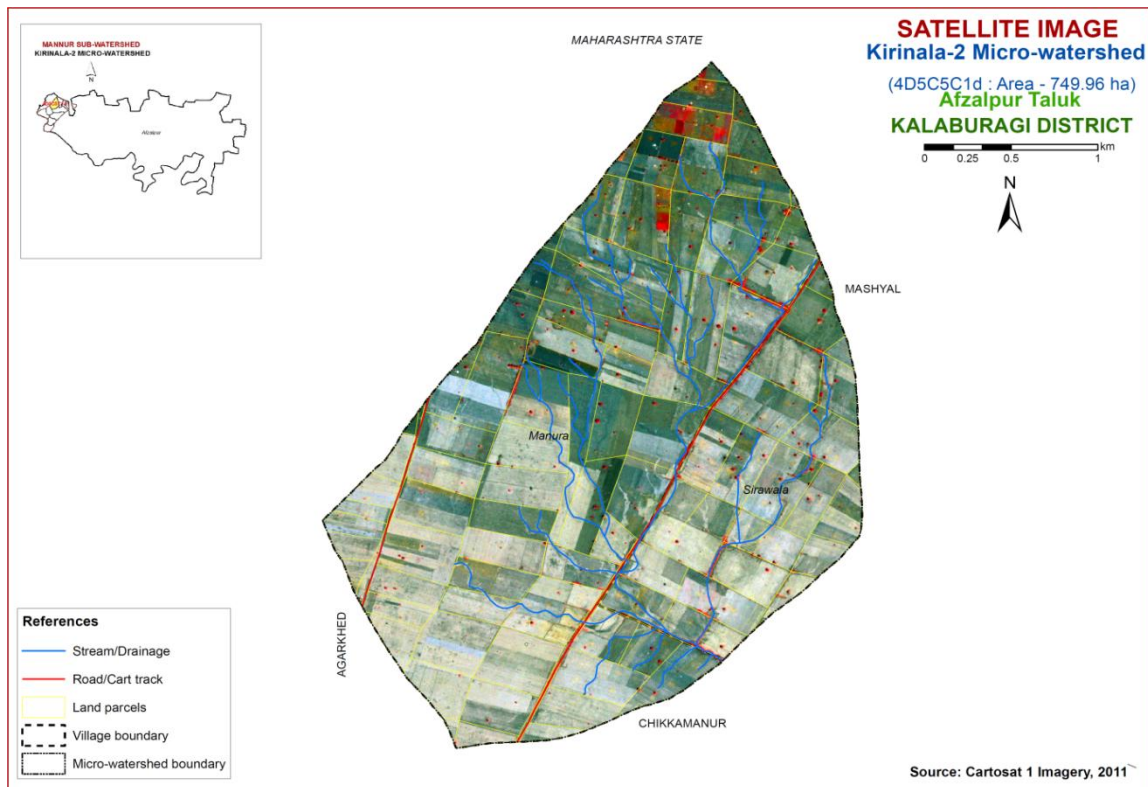 MANNUR SUB-WATERSHED
KIRINALA-2 MICRO-WATERSHED
N
Afzalpur
MAHARASHTRA STATE
SATELLITE IMAGE
Kirinala-2 Micro-watershed
(4D5C5C1d : Area - 749.96 ha)
Afzalpur Taluk
KALABURAGI DISTRICT
km
0 0.25 0.5 1
N
MASHYAL
Manura
Sirawala
AGARKHED
CHIKKAMANUR
References
Stream/Drainage
Road/Cart track
Land parcels
Village boundary
Micro-watershed boundary
Source: Cartosat 1 Imagery, 2011